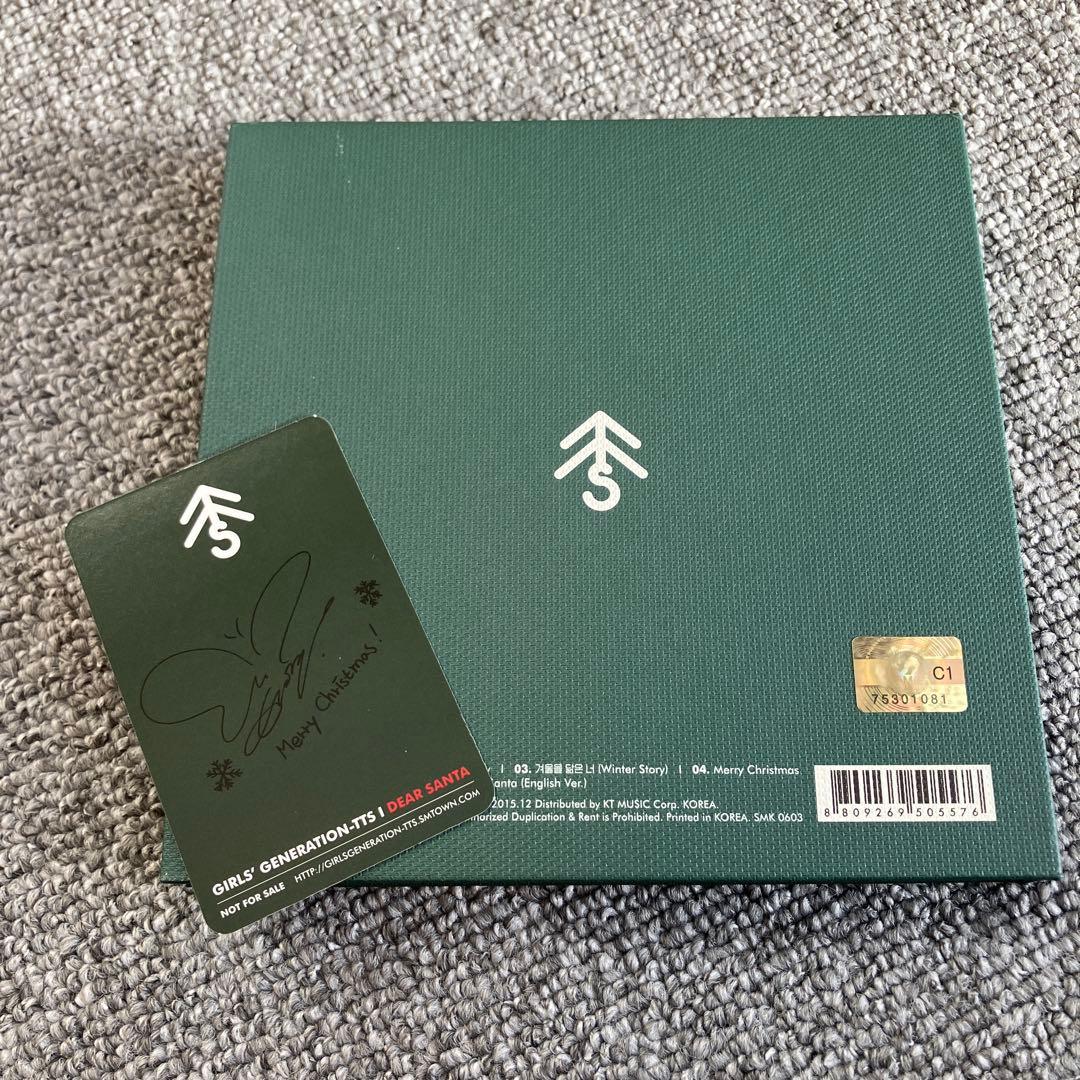 S
C1
75301081
I 03. 겨울을 닮은 너 (Winter Story) I 04. Merry Christmas
anta (English Ver.)
2015.12 Distributed by KT MUSIC Corp. KOREA.
Duplication & Rent is Prohibited. Printed in KOREA. SMK 0603
8 809269 505576
S
Merry Christmas!
GIRLS' GENERATION-TTS I DEAR SANTA
NOT FOR SALE HTTP://GIRLSGENERATION-TTS.SMTOWN.COM